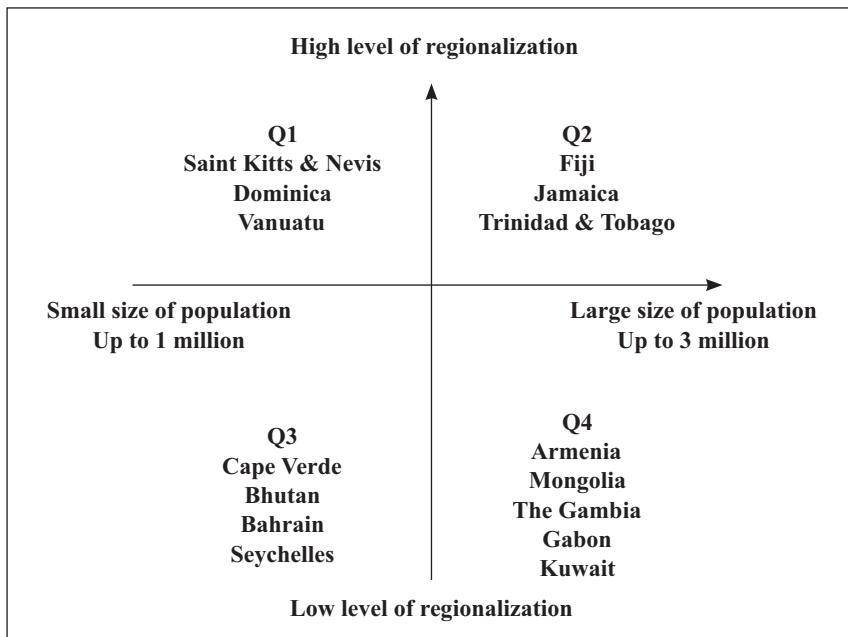 High level of regionalization
Q1
Saint Kitts & Nevis
Dominica
Vanuatu
Q2
Fiji
Jamaica
Trinidad & Tobago
Small size of population
Up to 1 million
Large size of population
Up to 3 million
Q3
Cape Verde
Bhutan
Bahrain
Seychelles
Q4
Armenia
Mongolia
The Gambia
Gabon
Kuwait
Low level of regionalization